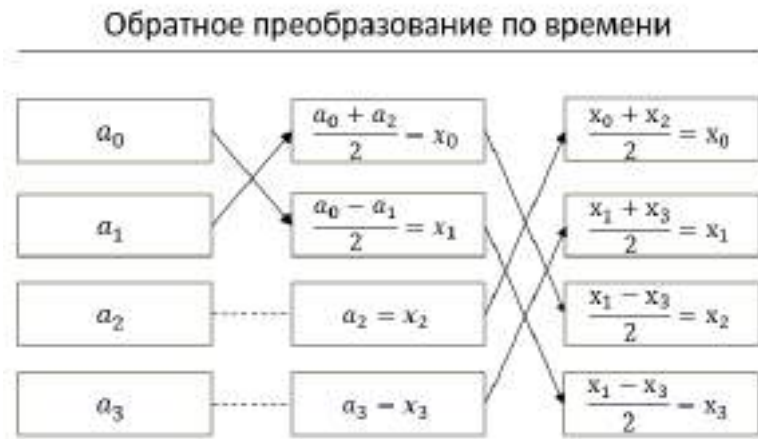 Обратное преобразование по времени
a₀
(a₀ + a₂)/2 = x₀
(x₀ + x₂)/2 = x₀
a₁
(a₀ − a₁)/2 = x₁
(x₁ + x₃)/2 = x₁
a₂
a₂ = x₂
(x₁ − x₃)/2 = x₂
a₃
a₃ = x₃
(x₁ − x₃)/2 = x₃